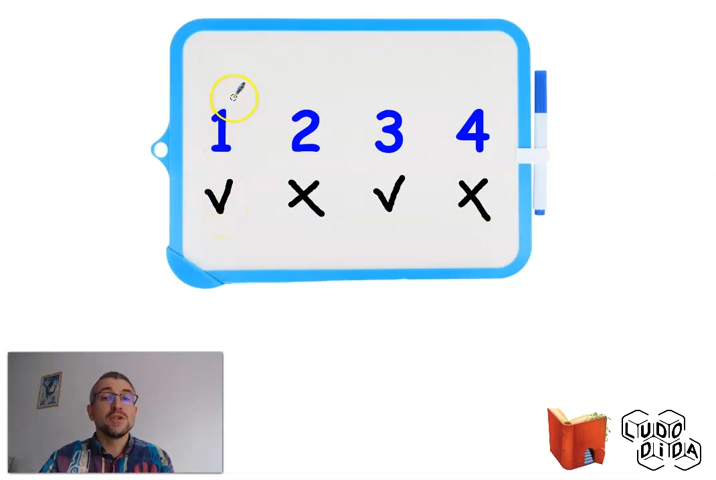 1 2 3 4
✓ X ✓ X
LUDO
DiDA